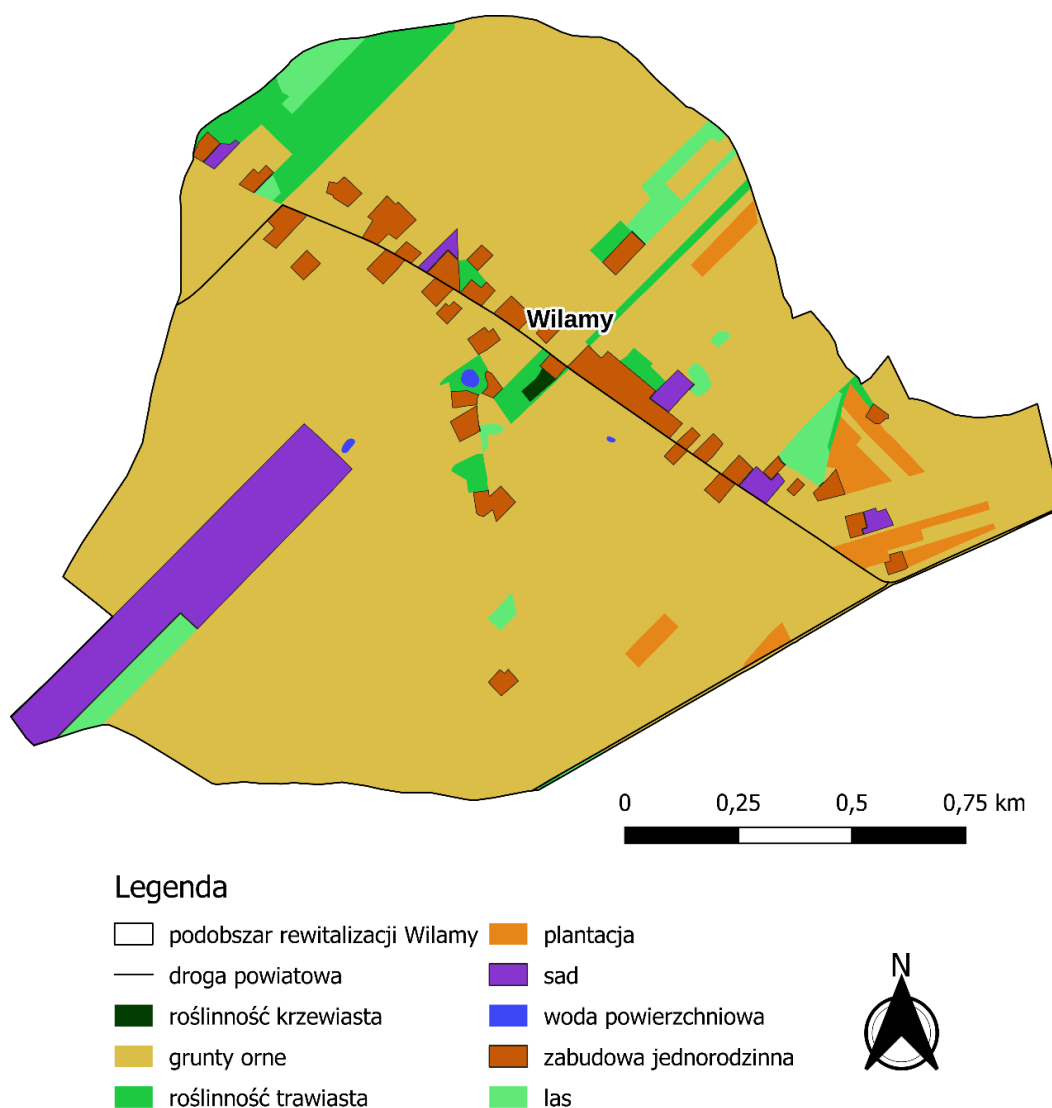 Wilamy
0 0,25 0,5 0,75 km
Legenda
podobszar rewitalizacji Wilamy
droga powiatowa
roślinność krzewiasta
grunty orne
roślinność trawiasta
plantacja
sad
woda powierzchniowa
zabudowa jednorodzinna
las
N